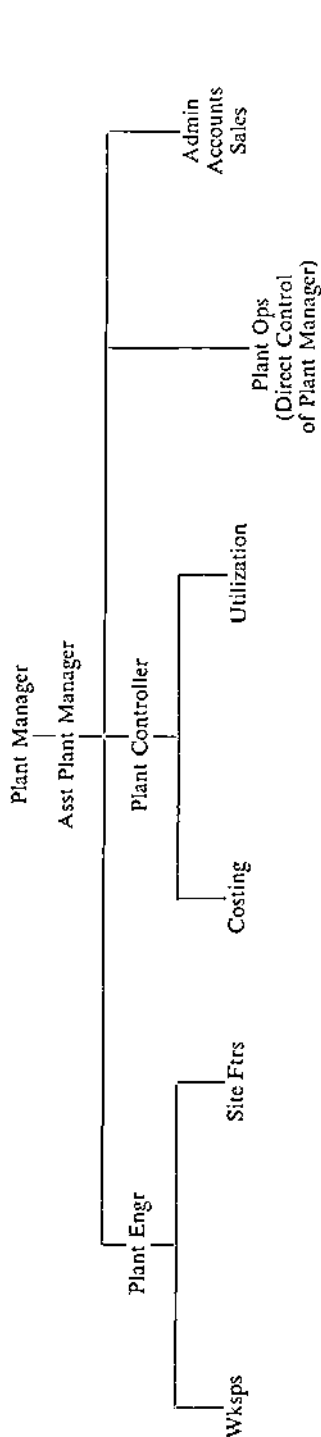 Plant Manager
Asst Plant Manager
Plant Engr
Plant Controller
Plant Ops
(Direct Control
of Plant Manager)
Admin
Accounts
Sales
Wksps
Site Ftrs
Costing
Utilization